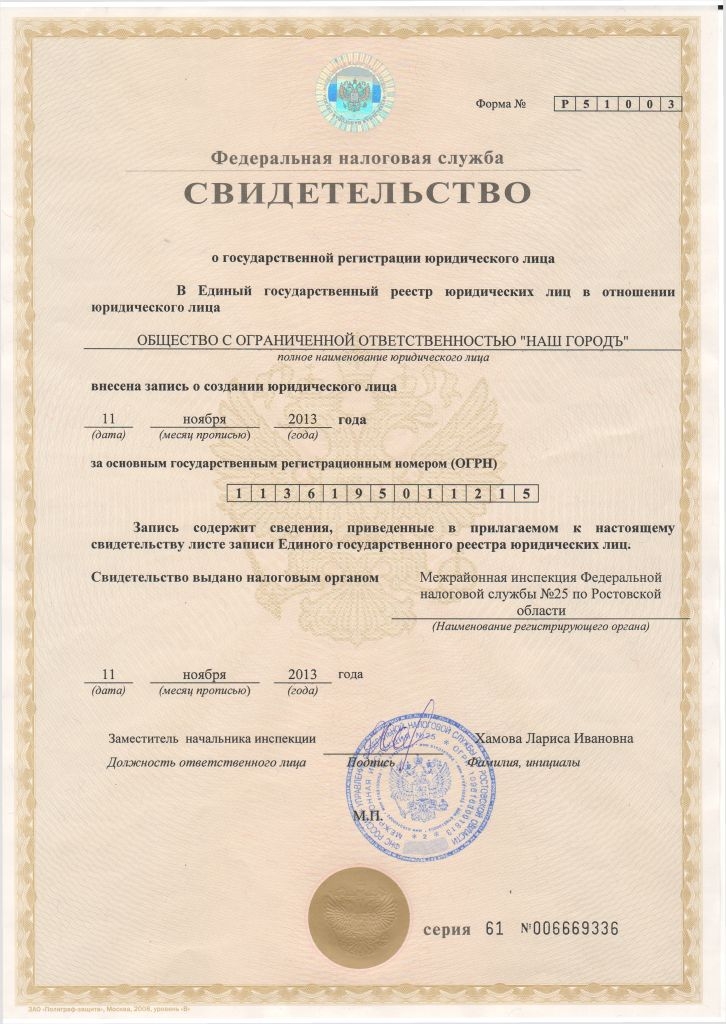 Форма № Р 5 1 0 0 3
Федеральная налоговая служба
СВИДЕТЕЛЬСТВО
о государственной регистрации юридического лица
В Единый государственный реестр юридических лиц в отношении
юридического лица
ОБЩЕСТВО С ОГРАНИЧЕННОЙ ОТВЕТСТВЕННОСТЬЮ "НАШ ГОРОДЪ"
полное наименование юридического лица
внесена запись о создании юридического лица
11 ноября 2013 года
(дата) (месяц прописью) (года)
за основным государственным регистрационным номером (ОГРН)
1 1 3 6 1 9 5 0 1 1 2 1 5
Запись содержит сведения, приведенные в прилагаемом к настоящему
свидетельству листе записи Единого государственного реестра юридических лиц.
Свидетельство выдано налоговым органом Межрайонная инспекция Федеральной
налоговой службы №25 по Ростовской
области
(Наименование регистрирующего органа)
11 ноября 2013 года
(дата) (месяц прописью) (года)
Заместитель начальника инспекции Хамова Лариса Ивановна
Должность ответственного лица Подпись Фамилия, инициалы
М.П.
серия 61 №006669336
ЗАО «Полиграф-защита», Москва, 2008, уровень «В»